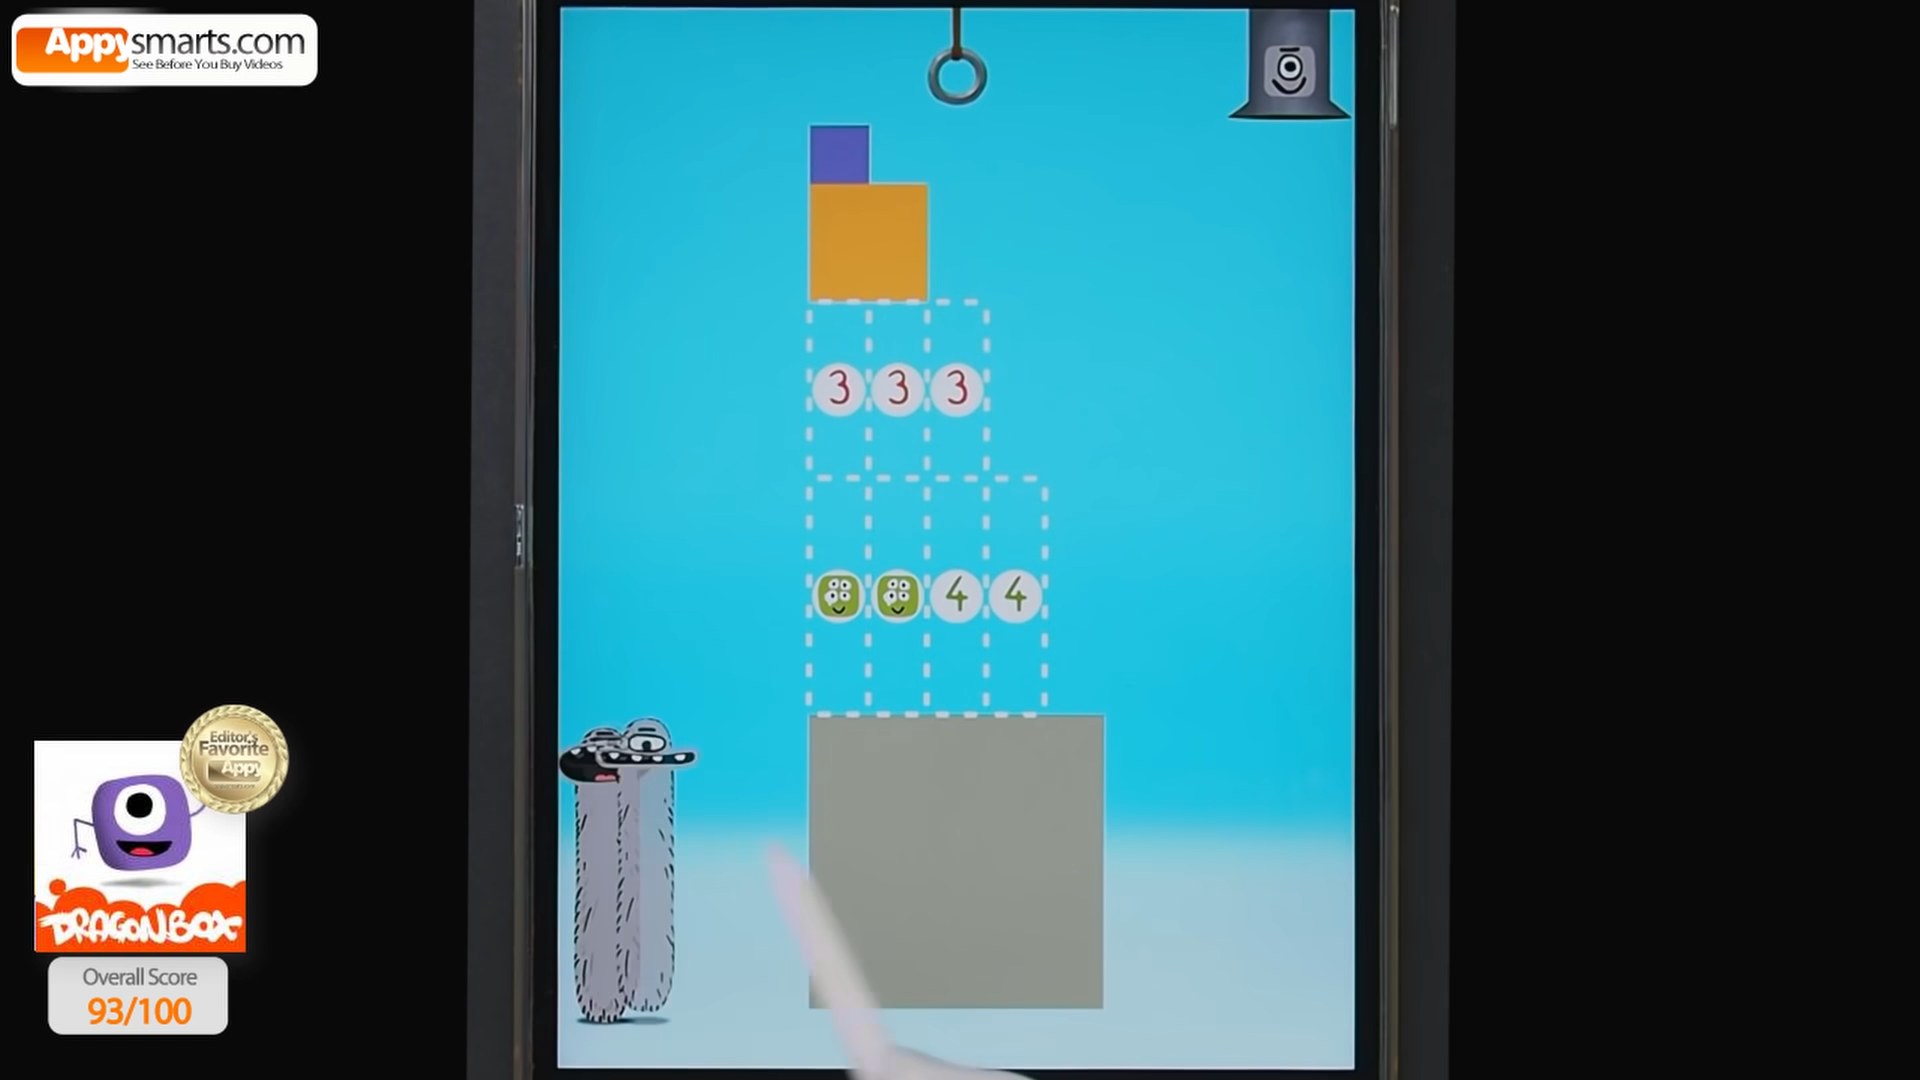 Appysmarts.com
See Before You Buy Videos
3 3 3
4 4
Editor's
Favorite
Appy
DRAGONBOX
Overall Score
93/100